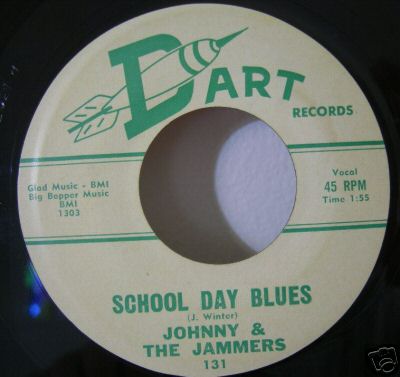 DART
RECORDS
Glad Music - BMI
Big Bopper Music
BMI
1303
Vocal
45 RPM
Time 1:55
SCHOOL DAY BLUES
(J. Winter)
JOHNNY &
THE JAMMERS
131